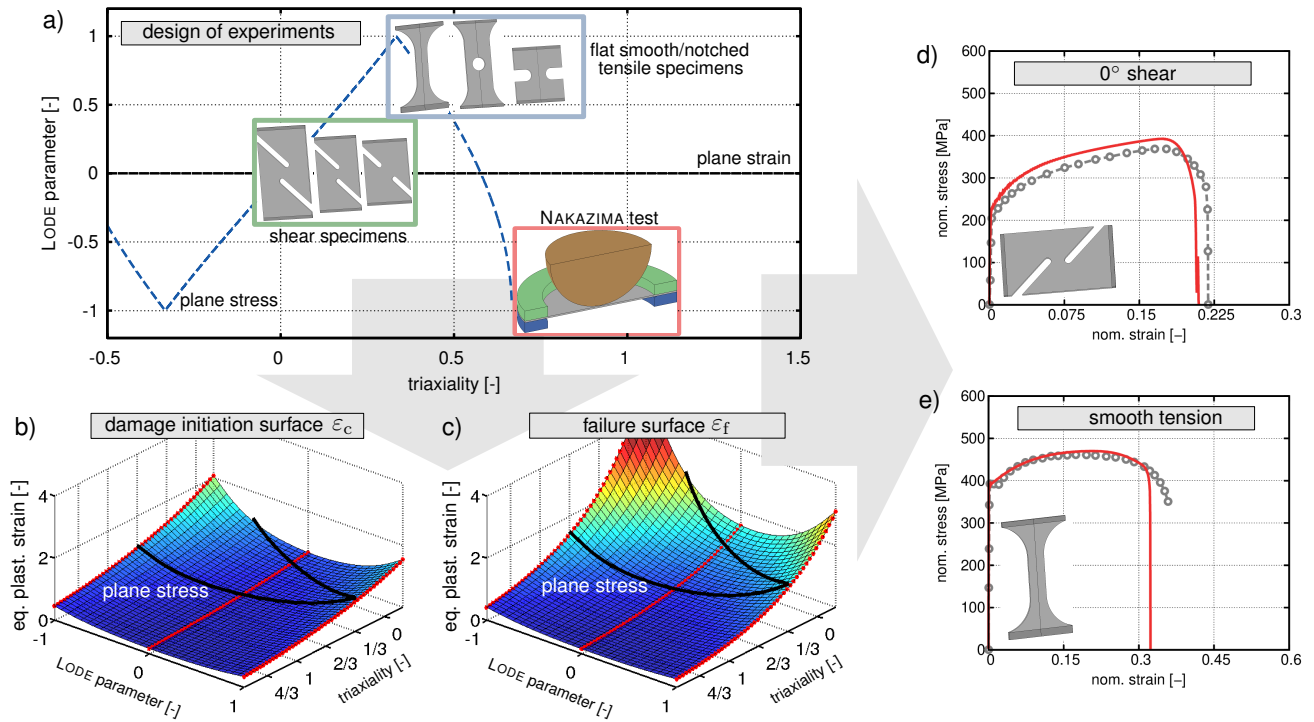 a)
design of experiments
flat smooth/notched
tensile specimens
plane strain
NAKAZIMA test
shear specimens
plane stress
LODE parameter [-]
1
0.5
0
-0.5
-1
-0.5
0
0.5
1
1.5
triaxiality [-]
b)
damage initiation surface εc
eq. plast. strain [-]
4
2
0
-1
0
1
LODE parameter [-]
plane stress
4/3
1
2/3
1/3
0
triaxiality [-]
c)
failure surface εf
eq. plast. strain [-]
4
2
0
-1
0
1
LODE parameter [-]
plane stress
4/3
1
2/3
1/3
0
triaxiality [-]
d)
0° shear
nom. stress [MPa]
600
500
400
300
200
100
0
0
0.075
0.15
0.225
0.3
nom. strain [–]
e)
smooth tension
nom. stress [MPa]
600
500
400
300
200
100
0
0
0.15
0.3
0.45
0.6
nom. strain [–]